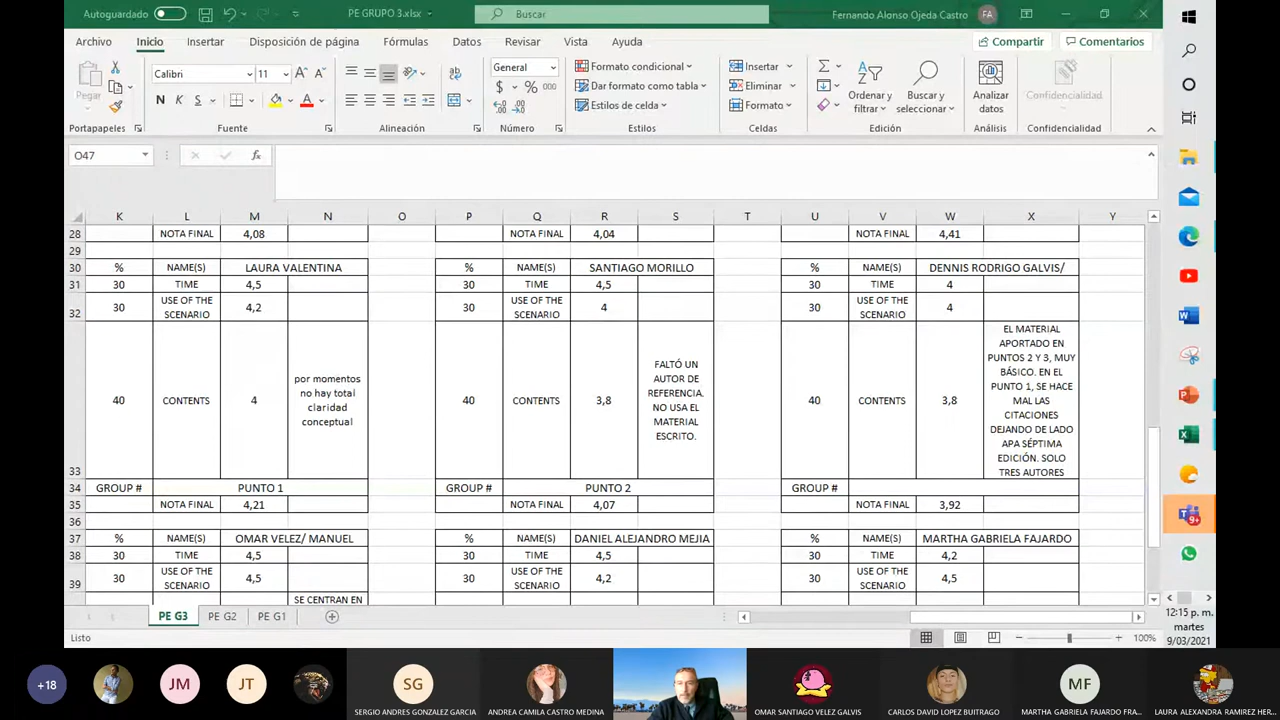 Autoguardado PE GRUPO 3.xlsx Buscar Fernando Alonso Ojeda Castro FA
Archivo Inicio Insertar Disposición de página Fórmulas Datos Revisar Vista Ayuda Compartir Comentarios
Pegar Calibri 11 N K S General $ % 000
Formato condicional Dar formato como tabla Estilos de celda
Insertar Eliminar Formato
Ordenar y filtrar Buscar y seleccionar Analizar datos Confidencialidad
Portapapeles Fuente Alineación Número Estilos Celdas Edición Análisis Confidencialidad
O47 fx
K L M N O P Q R S T U V W X Y
28 NOTA FINAL 4,08 NOTA FINAL 4,04 NOTA FINAL 4,41
29
30 % NAME(S) LAURA VALENTINA % NAME(S) SANTIAGO MORILLO % NAME(S) DENNIS RODRIGO GALVIS/
31 30 TIME 4,5 30 TIME 4,5 30 TIME 4
32 30 USE OF THE SCENARIO 4,2 30 USE OF THE SCENARIO 4 30 USE OF THE SCENARIO 4
33 40 CONTENTS 4 por momentos no hay total claridad conceptual 40 CONTENTS 3,8 FALTÓ UN AUTOR DE REFERENCIA. NO USA EL MATERIAL ESCRITO. 40 CONTENTS 3,8 EL MATERIAL APORTADO EN PUNTOS 2 Y 3, MUY BÁSICO. EN EL PUNTO 1, SE HACE MAL LAS CITACIONES DEJANDO DE LADO APA SÉPTIMA EDICIÓN. SOLO TRES AUTORES
34 GROUP # PUNTO 1 GROUP # PUNTO 2 GROUP #
35 NOTA FINAL 4,21 NOTA FINAL 4,07 NOTA FINAL 3,92
36
37 % NAME(S) OMAR VELEZ/ MANUEL % NAME(S) DANIEL ALEJANDRO MEJIA % NAME(S) MARTHA GABRIELA FAJARDO
38 30 TIME 4,5 30 TIME 4,5 30 TIME 4,2
39 30 USE OF THE SCENARIO 4,5 30 USE OF THE SCENARIO 4,2 30 USE OF THE SCENARIO 4,5
SE CENTRAN EN
PE G3 PE G2 PE G1
Listo 100%
9+
12:15 p. m.
martes
9/03/2021
+18 JM JT SG MF
SERGIO ANDRES GONZALEZ GARCIA ANDREA CAMILA CASTRO MEDINA OMAR SANTIAGO VELEZ GALVIS CARLOS DAVID LOPEZ BUITRAGO MARTHA GABRIELA FAJARDO FRA... LAURA ALEXANDRA RAMIREZ HER...